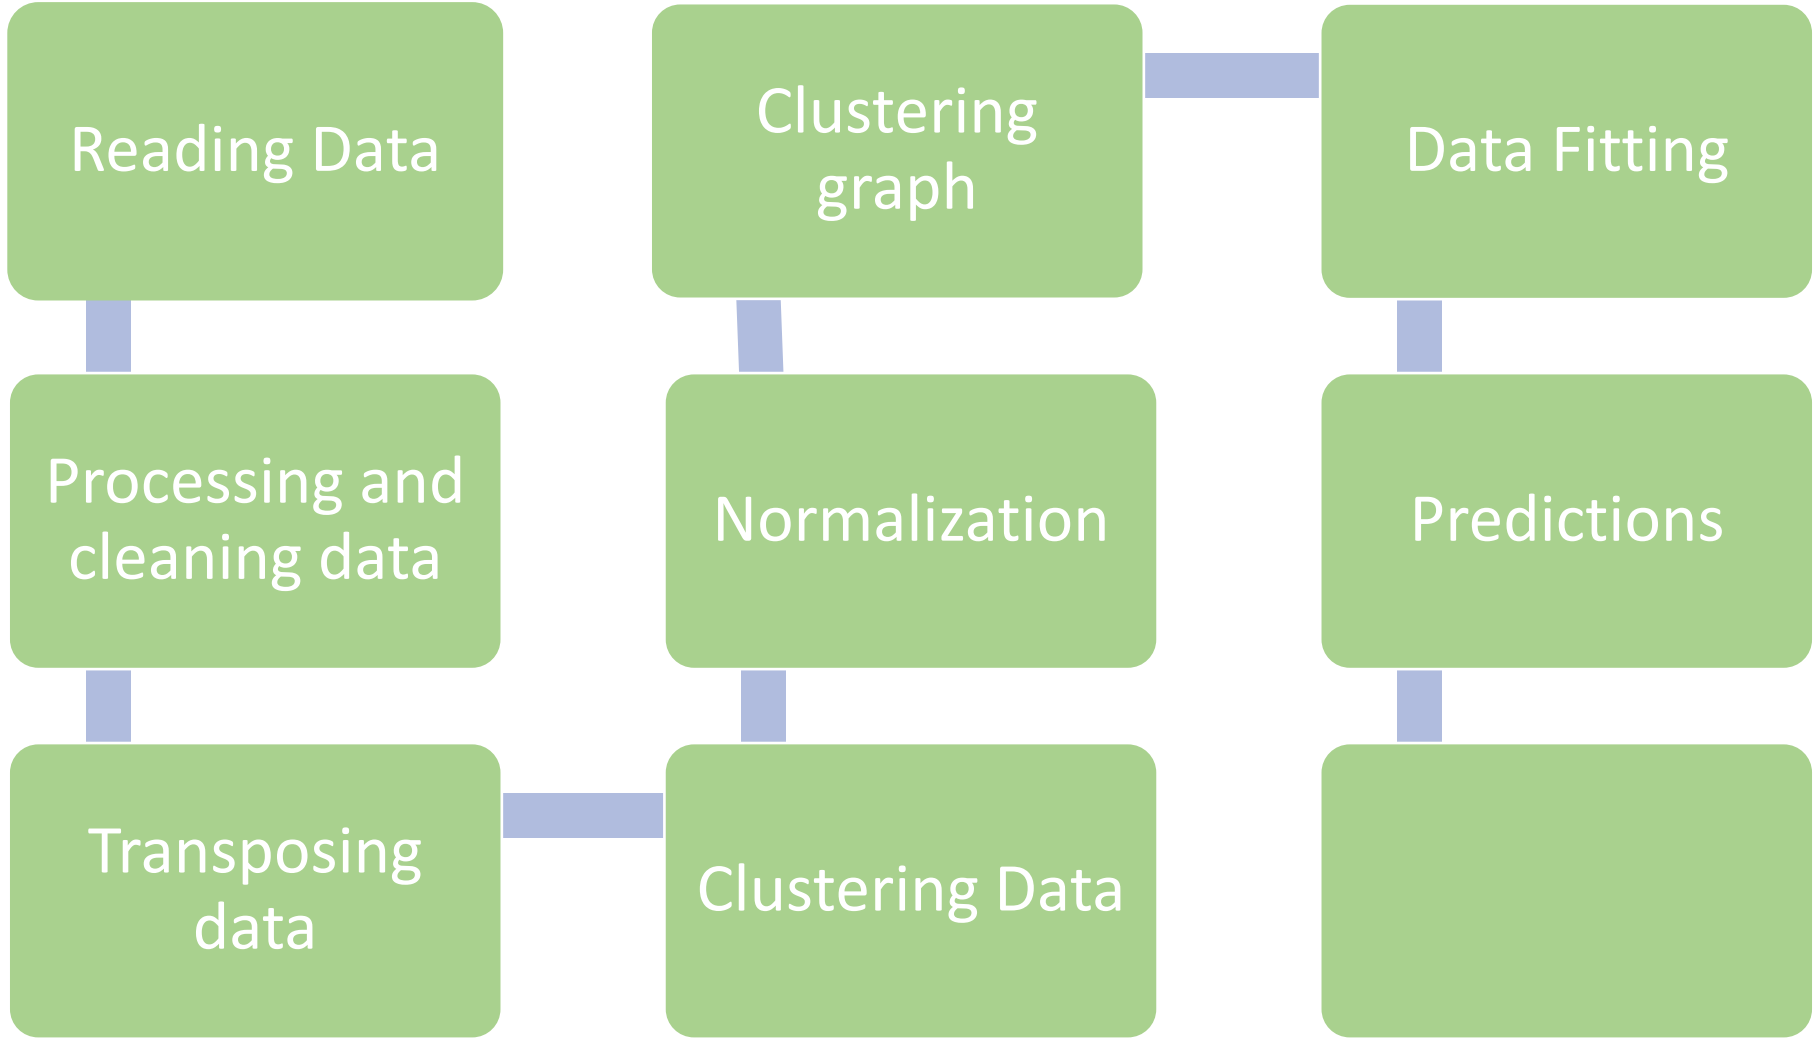 Reading Data
Processing and
cleaning data
Transposing
data
Clustering Data
Normalization
Clustering
graph
Data Fitting
Predictions